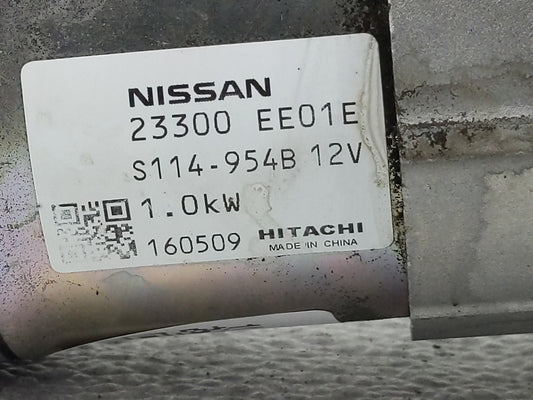 NISSAN
23300 EE01E
S114-954B 12V
1.0kW
160509 HITACHI
MADE IN CHINA